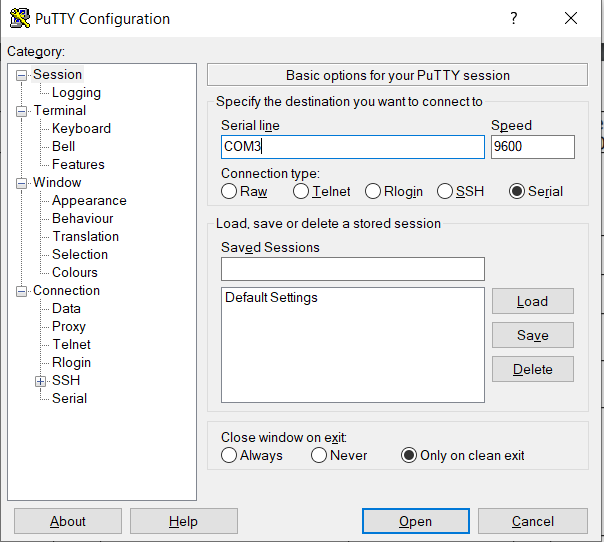 PuTTY Configuration
?
Category:
Session
Logging
Terminal
Keyboard
Bell
Features
Window
Appearance
Behaviour
Translation
Selection
Colours
Connection
Data
Proxy
Telnet
Rlogin
SSH
Serial
Basic options for your PuTTY session
Specify the destination you want to connect to
Serial line Speed
COM3 9600
Connection type:
Raw Telnet Rlogin SSH Serial
Load, save or delete a stored session
Saved Sessions
Default Settings
Load
Save
Delete
Close window on exit:
Always Never Only on clean exit
About Help Open Cancel